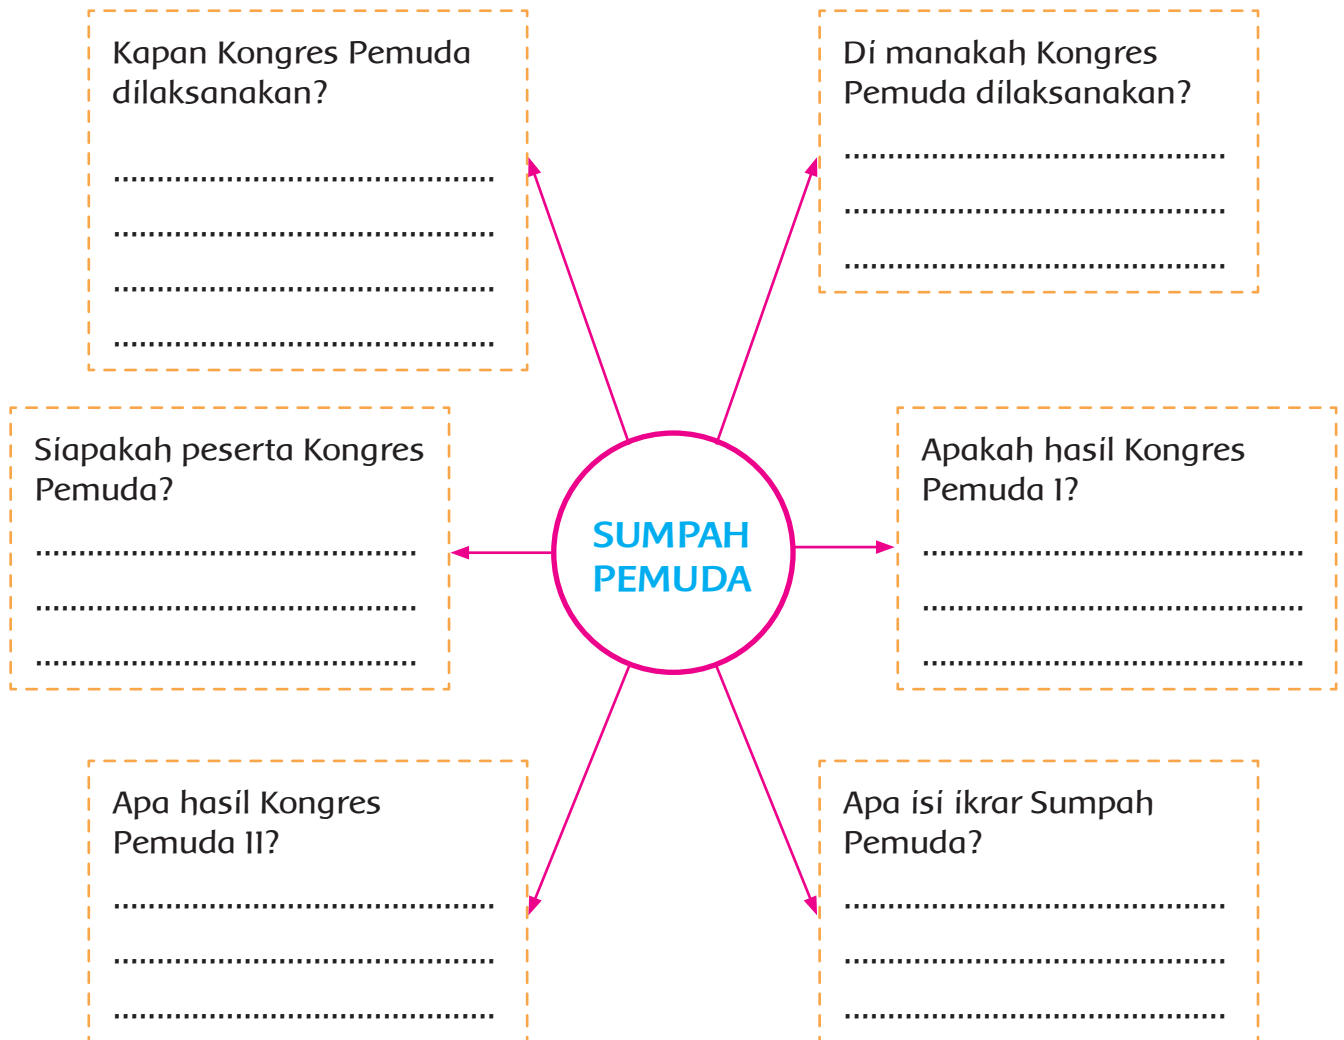 Kapan Kongres Pemuda
dilaksanakan?
............................................
............................................
............................................
............................................
Di manakah Kongres
Pemuda dilaksanakan?
............................................
............................................
............................................
Siapakah peserta Kongres
Pemuda?
............................................
............................................
............................................
SUMPAH
PEMUDA
Apakah hasil Kongres
Pemuda I?
............................................
............................................
............................................
Apa hasil Kongres
Pemuda II?
............................................
............................................
............................................
Apa isi ikrar Sumpah
Pemuda?
............................................
............................................
............................................